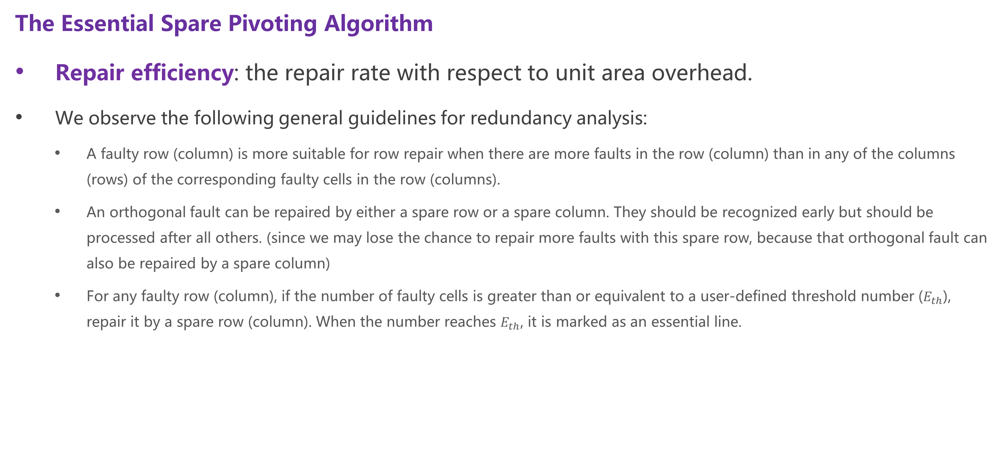 The Essential Spare Pivoting Algorithm
• Repair efficiency: the repair rate with respect to unit area overhead.
• We observe the following general guidelines for redundancy analysis:
• A faulty row (column) is more suitable for row repair when there are more faults in the row (column) than in any of the columns
(rows) of the corresponding faulty cells in the row (columns).
• An orthogonal fault can be repaired by either a spare row or a spare column. They should be recognized early but should be
processed after all others. (since we may lose the chance to repair more faults with this spare row, because that orthogonal fault can
also be repaired by a spare column)
• For any faulty row (column), if the number of faulty cells is greater than or equivalent to a user-defined threshold number (𝐸𝑡ℎ),
repair it by a spare row (column). When the number reaches 𝐸𝑡ℎ, it is marked as an essential line.